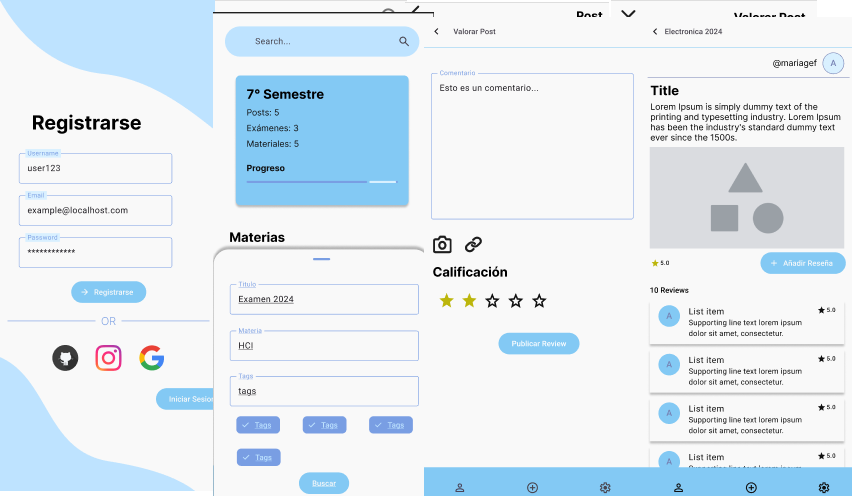 Registrarse
Username
user123
Email
example@localhost.com
Password
************
Registrarse
OR
Iniciar Sesion
Search...
7° Semestre
Posts: 5
Exámenes: 3
Materiales: 5
Progreso
Materias
Titulo
Examen 2024
Materia
HCI
Tags
tags
Tags
Tags
Tags
Tags
Buscar
Post
Valorar Post
Comentario
Esto es un comentario...
Calificación
Publicar Review
Valorar Post
Electronica 2024
@mariagef
A
Title
Lorem Ipsum is simply dummy text of the
printing and typesetting industry. Lorem Ipsum
has been the industry's standard dummy text
ever since the 1500s.
5.0
Añadir Reseña
10 Reviews
A
List item
5.0
Supporting line text lorem ipsum
dolor sit amet, consectetur.
A
List item
5.0
Supporting line text lorem ipsum
dolor sit amet, consectetur.
A
List item
5.0
Supporting line text lorem ipsum
dolor sit amet, consectetur.
A
List item
5.0
Supporting line text lorem ipsum